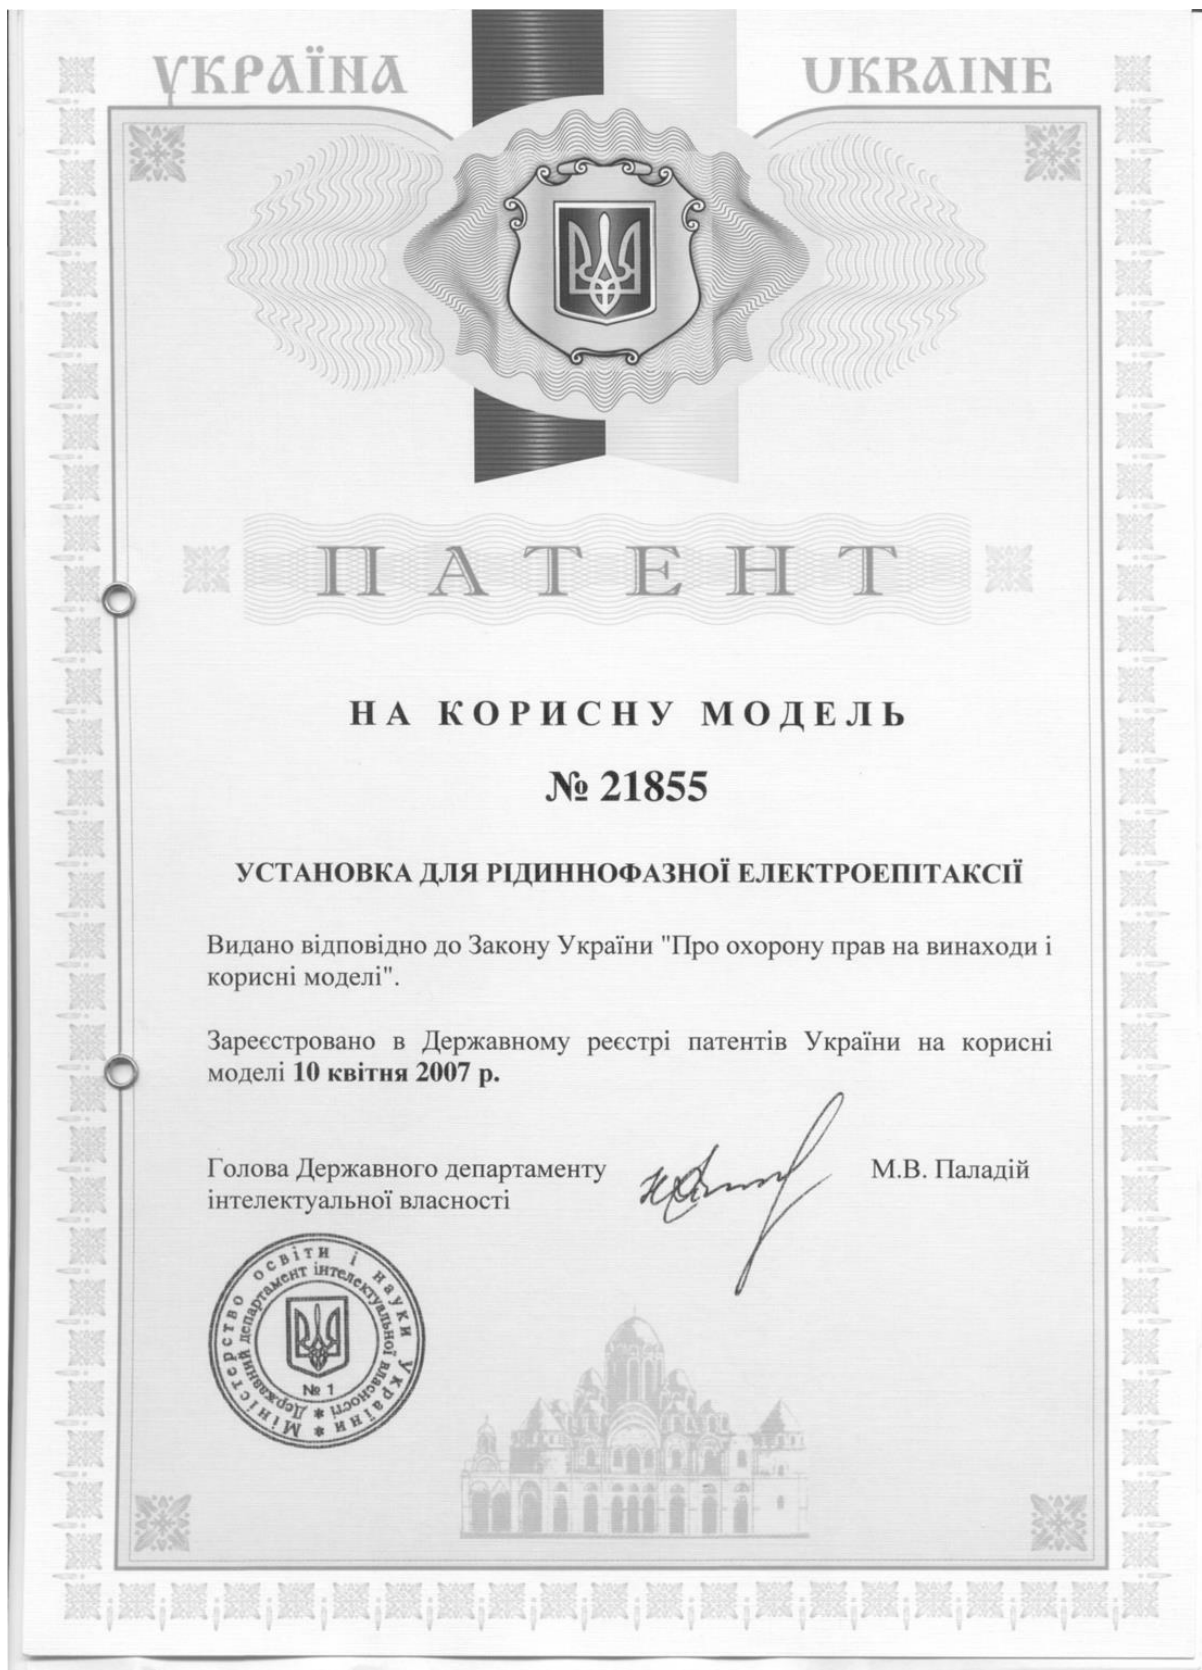 УКРАЇНА
UKRAINE
ПАТЕНТ
НА КОРИСНУ МОДЕЛЬ
№ 21855
УСТАНОВКА ДЛЯ РІДИННОФАЗНОЇ ЕЛЕКТРОЕПІТАКСІЇ
Видано відповідно до Закону України "Про охорону прав на винаходи і
корисні моделі".
Зареєстровано в Державному реєстрі патентів України на корисні
моделі 10 квітня 2007 р.
Голова Державного департаменту
інтелектуальної власності
М.В. Паладій
Міністерство освіти і науки України
Державний департамент інтелектуальної власності
№ 1